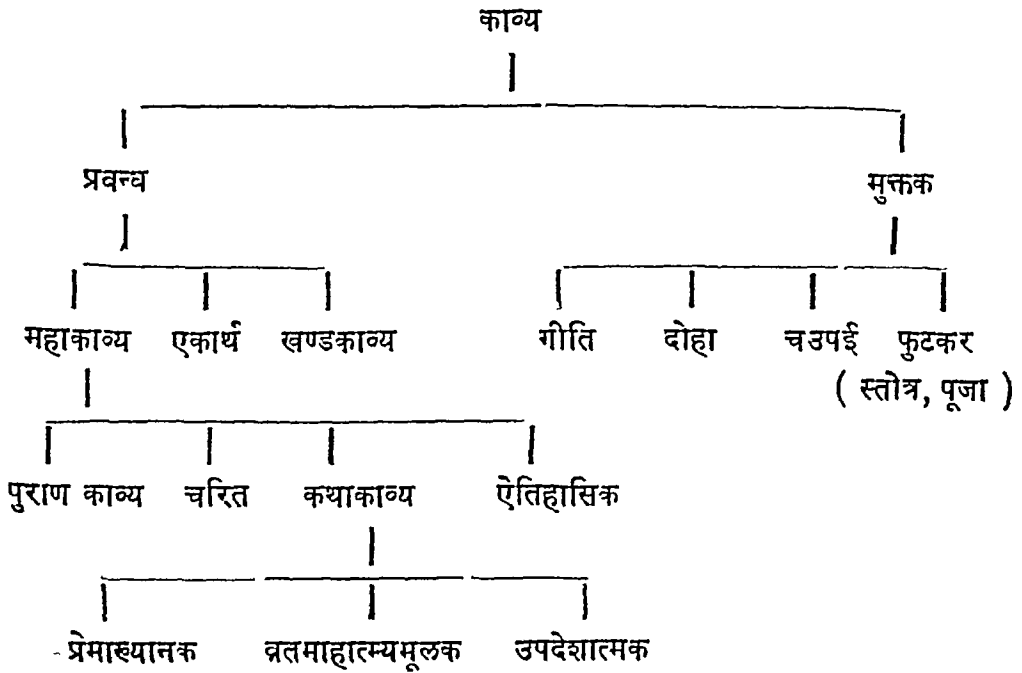 काव्य
प्रवन्व मुक्तक
महाकाव्य एकार्थ खण्डकाव्य गीति दोहा चउपई फुटकर
( स्तोत्र, पूजा )
पुराण काव्य चरित कथाकाव्य ऐतिहासिक
प्रेमाख्यानक व्रतमाहात्म्यमूलक उपदेशात्मक